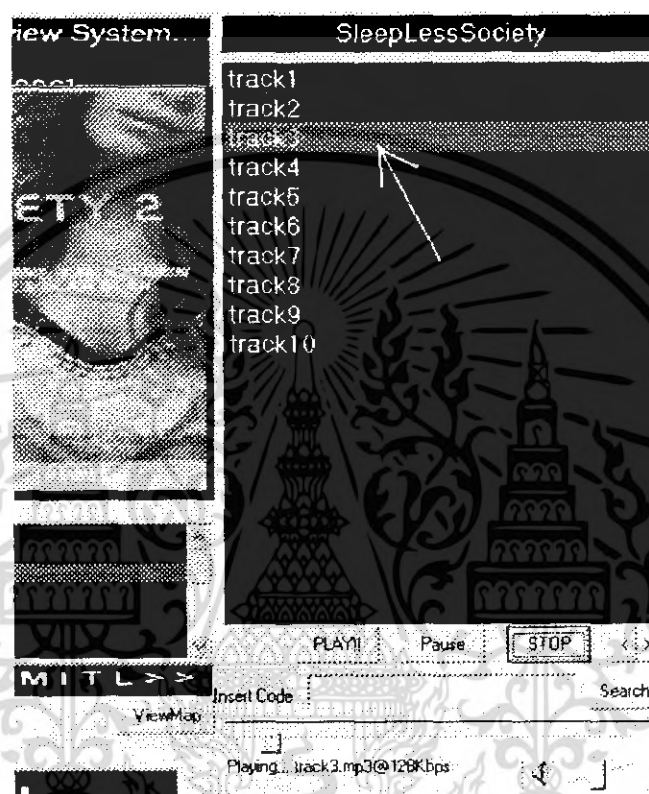 iew System...
SleepLessSociety
track1
track2
track3
track4
track5
track6
track7
track8
track9
track10
ETY 2
PLAY!!
Pause
STOP
< >
M I T L > >
Insert Code
Search
ViewMap
Playing... track3.mp3@128Kbps